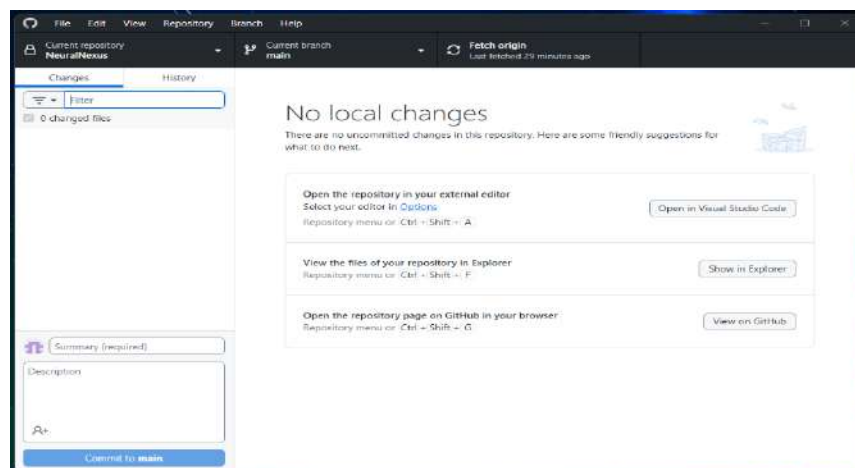 File Edit View Repository Branch Help
Current repository
NeuralNexus
Current branch
main
Fetch origin
Last fetched 29 minutes ago
Changes History
Filter
0 changed files
No local changes
There are no uncommitted changes in this repository. Here are some friendly suggestions for
what to do next.
Open the repository in your external editor
Select your editor in Options
Repository menu or Ctrl + Shift + A
Open in Visual Studio Code
View the files of your repository in Explorer
Repository menu or Ctrl + Shift + F
Show in Explorer
Open the repository page on GitHub in your browser
Repository menu or Ctrl + Shift + G
View on GitHub
Summary (required)
Description
Commit to main